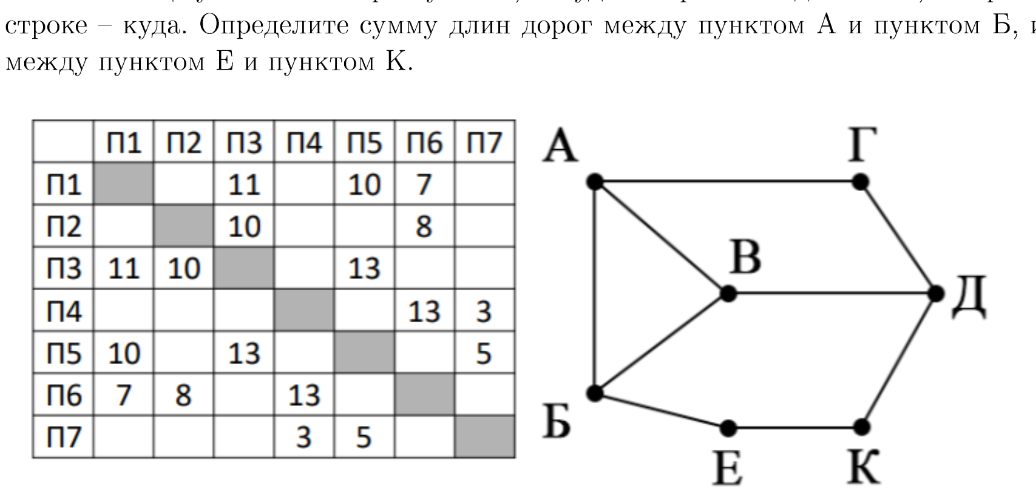 строке – куда. Определите сумму длин дорог между пунктом А и пунктом Б,
между пунктом Е и пунктом К.
П1 П2 П3 П4 П5 П6 П7
П1 11 10 7
П2 10 8
П3 11 10 13
П4 13 3
П5 10 13 5
П6 7 8 13
П7 3 5
А Г
В
Д
Б
Е К